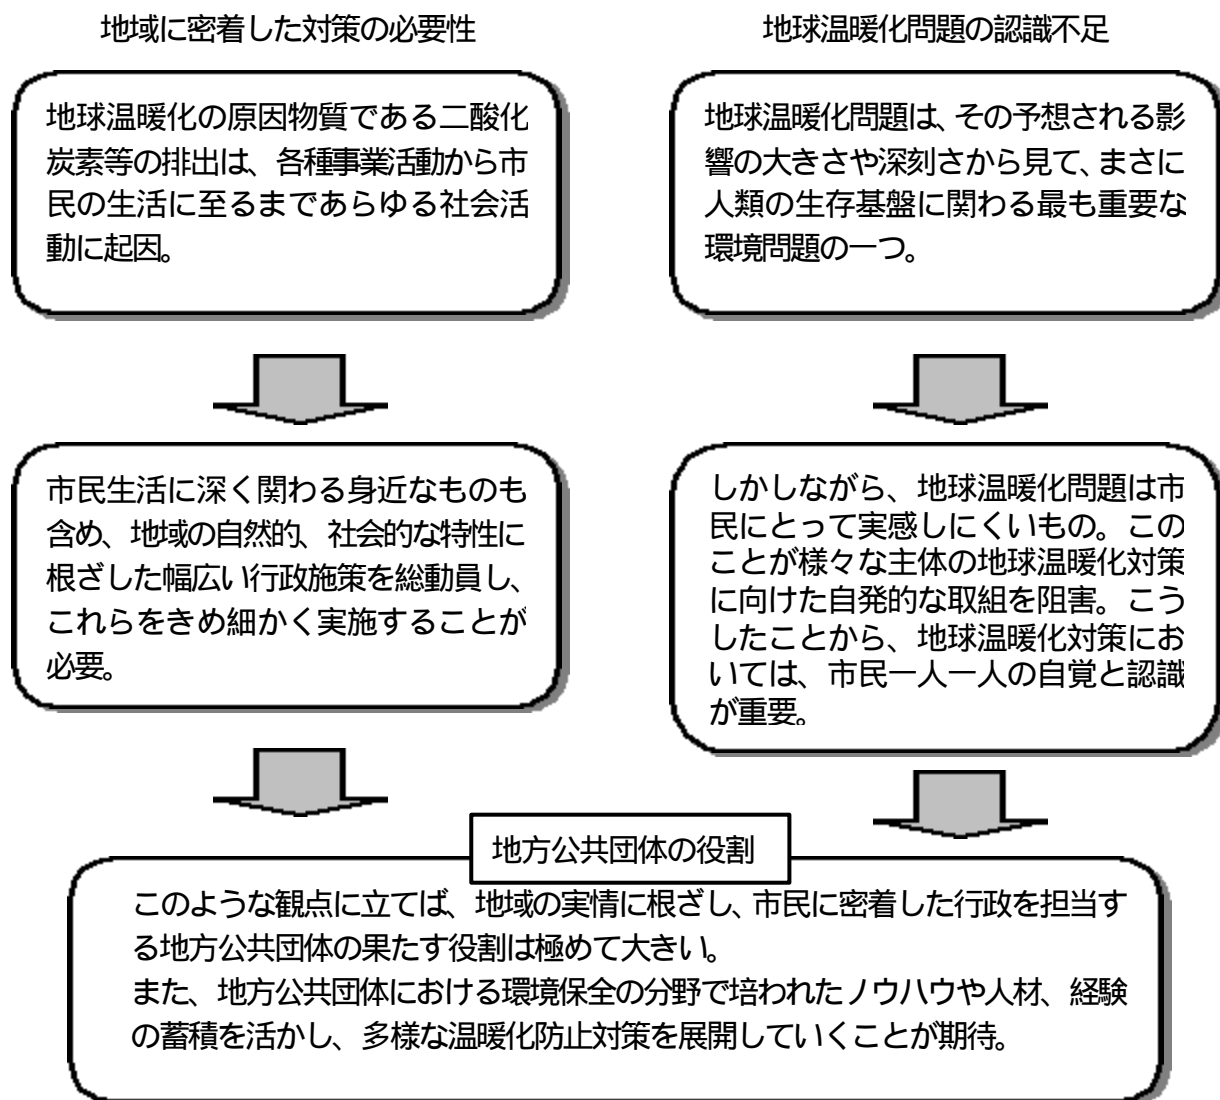 地域に密着した対策の必要性
地球温暖化の原因物質である二酸化
炭素等の排出は、各種事業活動から市
民の生活に至るまであらゆる社会活
動に起因。
市民生活に深く関わる身近なものも
含め、地域の自然的、社会的な特性に
根ざした幅広い行政施策を総動員し、
これらをきめ細かく実施することが
必要。
地球温暖化問題の認識不足
地球温暖化問題は、その予想される影
響の大きさや深刻さから見て、まさに
人類の生存基盤に関わる最も重要な
環境問題の一つ。
しかしながら、地球温暖化問題は市
民にとって実感しにくいもの。この
ことが様々な主体の地球温暖化対策
に向けた自発的な取組を阻害。こう
したことから、地球温暖化対策にお
いては、市民一人一人の自覚と認識
が重要。
地方公共団体の役割
このような観点に立てば、地域の実情に根ざし、市民に密着した行政を担当す
る地方公共団体の果たす役割は極めて大きい。
また、地方公共団体における環境保全の分野で培われたノウハウや人材、経験
の蓄積を活かし、多様な温暖化防止対策を展開していくことが期待。